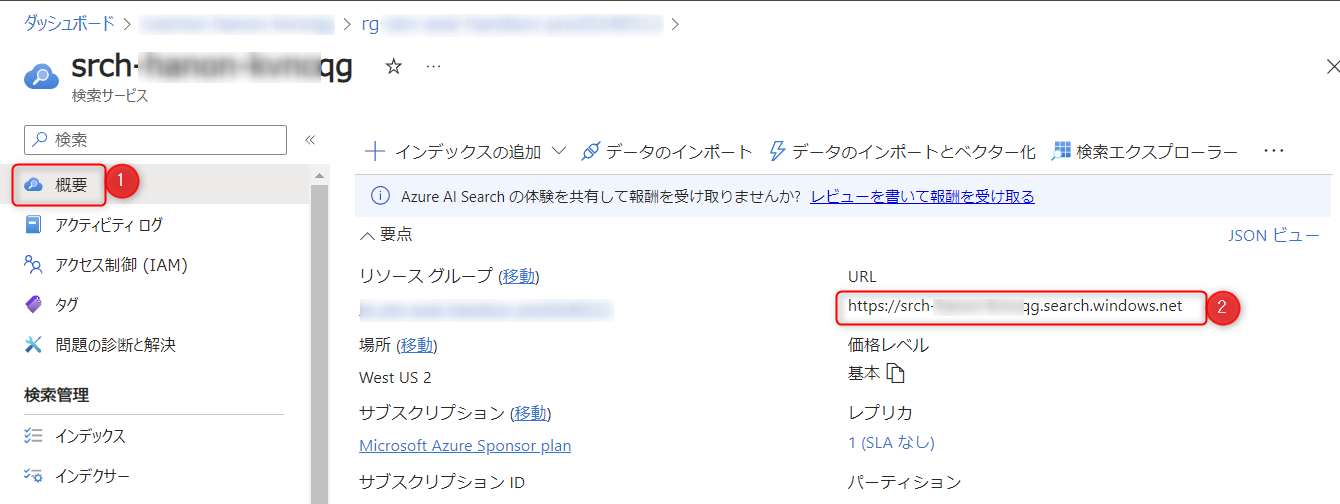 ダッシュボード > > rg >
srch- qg
検索サービス
検索
インデックスの追加 データのインポート データのインポートとベクター化 検索エクスプローラー ...
概要 1
Azure AI Search の体験を共有して報酬を受け取りませんか? レビューを書いて報酬を受け取る
アクティビティ ログ
要点 JSON ビュー
アクセス制御 (IAM)
リソース グループ (移動) URL
タグ
https://srch- qg.search.windows.net 2
問題の診断と解決
場所 (移動) 価格レベル
West US 2 基本
検索管理
サブスクリプション (移動) レプリカ
インデックス
Microsoft Azure Sponsor plan 1 (SLA なし)
インデクサー
サブスクリプション ID パーティション